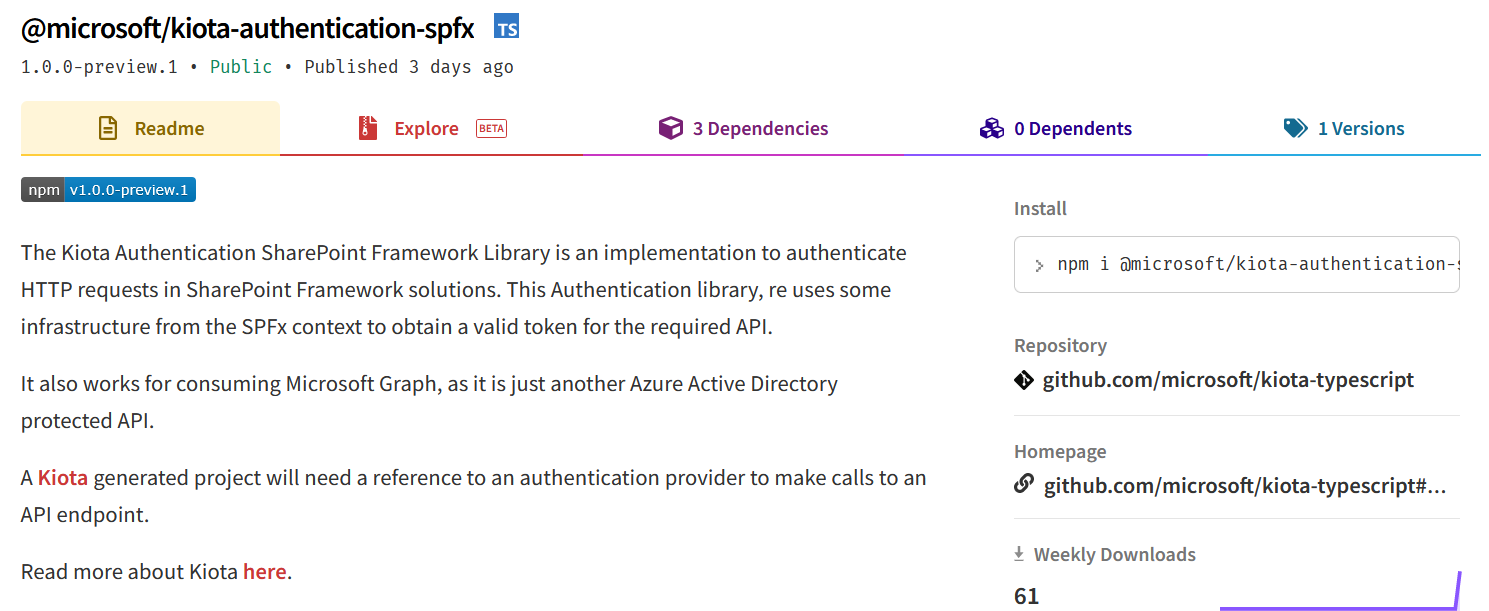 @microsoft/kiota-authentication-spfx TS
1.0.0-preview.1 • Public • Published 3 days ago
Readme
Explore BETA
3 Dependencies
0 Dependents
1 Versions
npm v1.0.0-preview.1
The Kiota Authentication SharePoint Framework Library is an implementation to authenticate
HTTP requests in SharePoint Framework solutions. This Authentication library, re uses some
infrastructure from the SPFx context to obtain a valid token for the required API.
It also works for consuming Microsoft Graph, as it is just another Azure Active Directory
protected API.
A Kiota generated project will need a reference to an authentication provider to make calls to an
API endpoint.
Read more about Kiota here.
Install
> npm i @microsoft/kiota-authentication-s
Repository
github.com/microsoft/kiota-typescript
Homepage
github.com/microsoft/kiota-typescript#...
Weekly Downloads
61